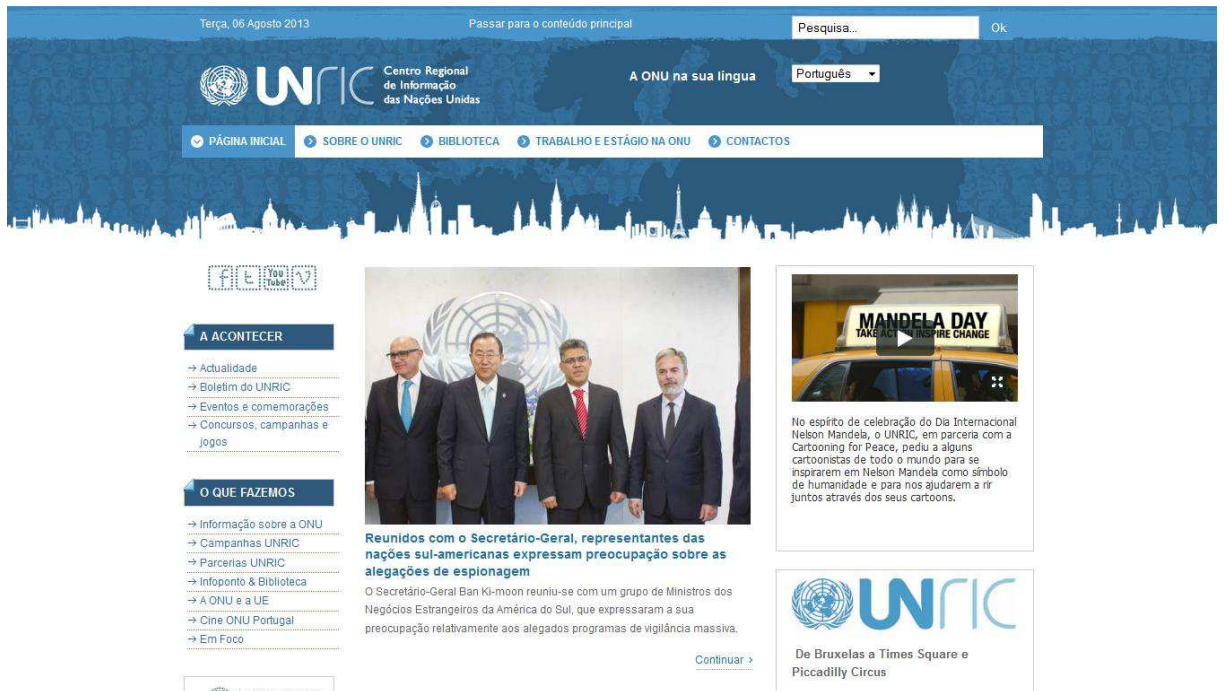 Terça, 06 Agosto 2013
Passar para o conteúdo principal
Pesquisa...
Ok
UNRIC
Centro Regional
de Informação
das Nações Unidas
A ONU na sua língua
Português
PÁGINA INICIAL
SOBRE O UNRIC
BIBLIOTECA
TRABALHO E ESTÁGIO NA ONU
CONTACTOS
f t You Tube v
A ACONTECER
Actualidade
Boletim do UNRIC
Eventos e comemorações
Concursos, campanhas e
jogos
O QUE FAZEMOS
Informação sobre a ONU
Campanhas UNRIC
Parcerias UNRIC
Infoponto & Biblioteca
A ONU e a UE
Cine ONU Portugal
Em Foco
Reunidos com o Secretário-Geral, representantes das
nações sul-americanas expressam preocupação sobre as
alegações de espionagem
O Secretário-Geral Ban Ki-moon reuniu-se com um grupo de Ministros dos
Negócios Estrangeiros da América do Sul, que expressaram a sua
preocupação relativamente aos alegados programas de vigilância massiva.
Continuar
MANDELA DAY
TAKE ACTION INSPIRE CHANGE
No espírito de celebração do Dia Internacional
Nelson Mandela, o UNRIC, em parceria com a
Cartooning for Peace, pediu a alguns
cartoonistas de todo o mundo para se
inspirarem em Nelson Mandela como símbolo
de humanidade e para nos ajudarem a rir
juntos através dos seus cartoons.
UNRIC
De Bruxelas a Times Square e
Piccadilly Circus